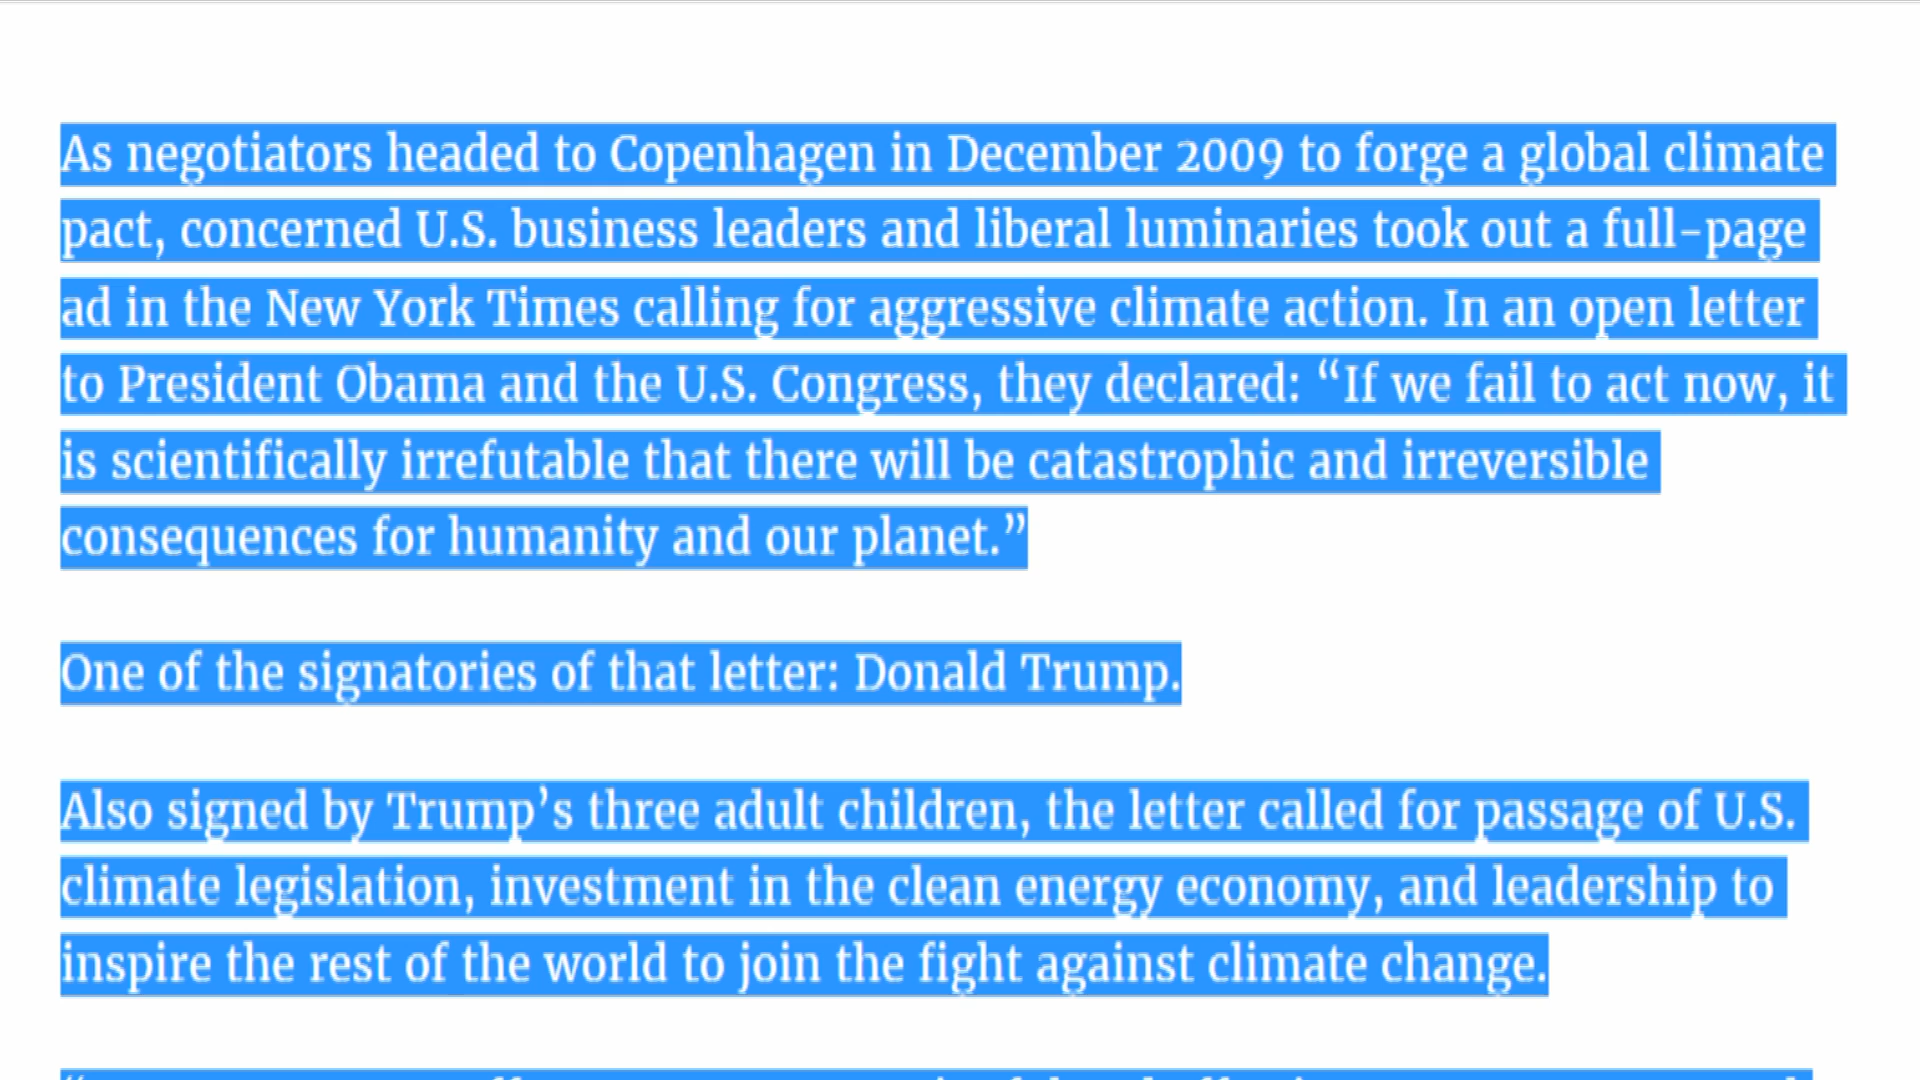 As negotiators headed to Copenhagen in December 2009 to forge a global climate
pact, concerned U.S. business leaders and liberal luminaries took out a full-page
ad in the New York Times calling for aggressive climate action. In an open letter
to President Obama and the U.S. Congress, they declared: “If we fail to act now, it
is scientifically irrefutable that there will be catastrophic and irreversible
consequences for humanity and our planet.”
One of the signatories of that letter: Donald Trump.
Also signed by Trump’s three adult children, the letter called for passage of U.S.
climate legislation, investment in the clean energy economy, and leadership to
inspire the rest of the world to join the fight against climate change.